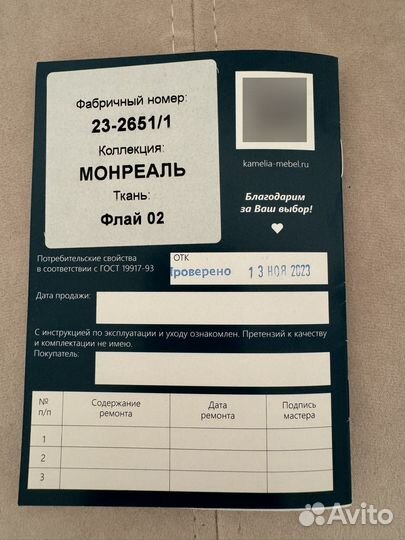 Фабричный номер:
23-2651/1
Коллекция:
МОНРЕАЛЬ
Ткань:
Флай 02
kamelia-mebel.ru
Благодарим
за Ваш выбор!
Потребительские свойства
в соответствии с ГОСТ 19917-93
ОТК
Проверено 13 НОЯ 2023
Дата продажи:
С инструкцией по эксплуатации и уходу ознакомлен. Претензий к качеству
и комплектации не имею.
Покупатель:
№ п/п
Содержание ремонта
Дата ремонта
Подпись мастера
1
2
3
Avito